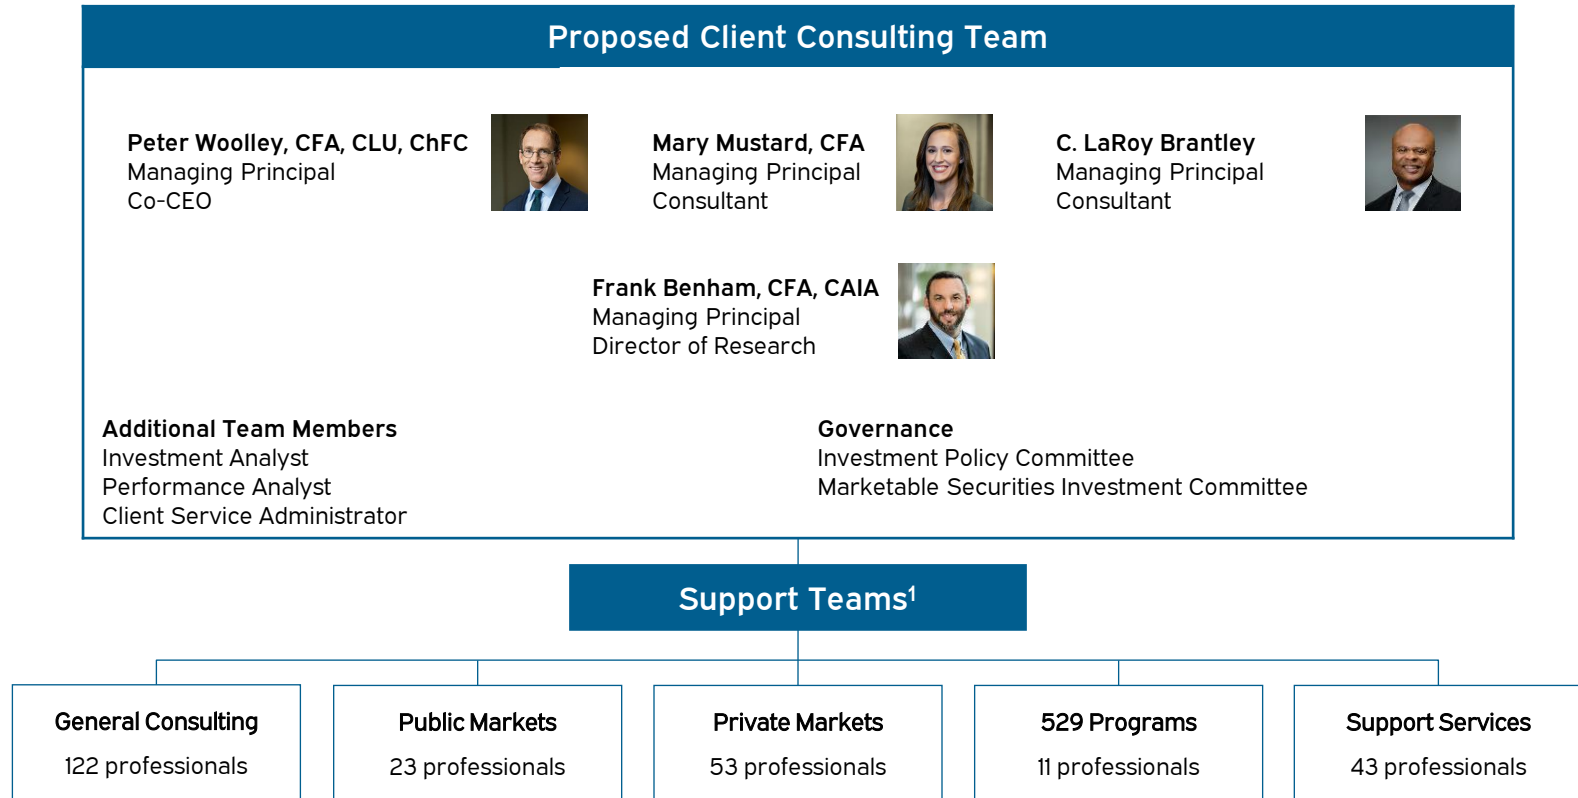 Proposed Client Consulting Team
Peter Woolley, CFA, CLU, ChFC
Managing Principal
Co-CEO
Mary Mustard, CFA
Managing Principal
Consultant
C. LaRoy Brantley
Managing Principal
Consultant
Frank Benham, CFA, CAIA
Managing Principal
Director of Research
Additional Team Members
Investment Analyst
Performance Analyst
Client Service Administrator
Governance
Investment Policy Committee
Marketable Securities Investment Committee
Support Teams¹
General Consulting
122 professionals
Public Markets
23 professionals
Private Markets
53 professionals
529 Programs
11 professionals
Support Services
43 professionals